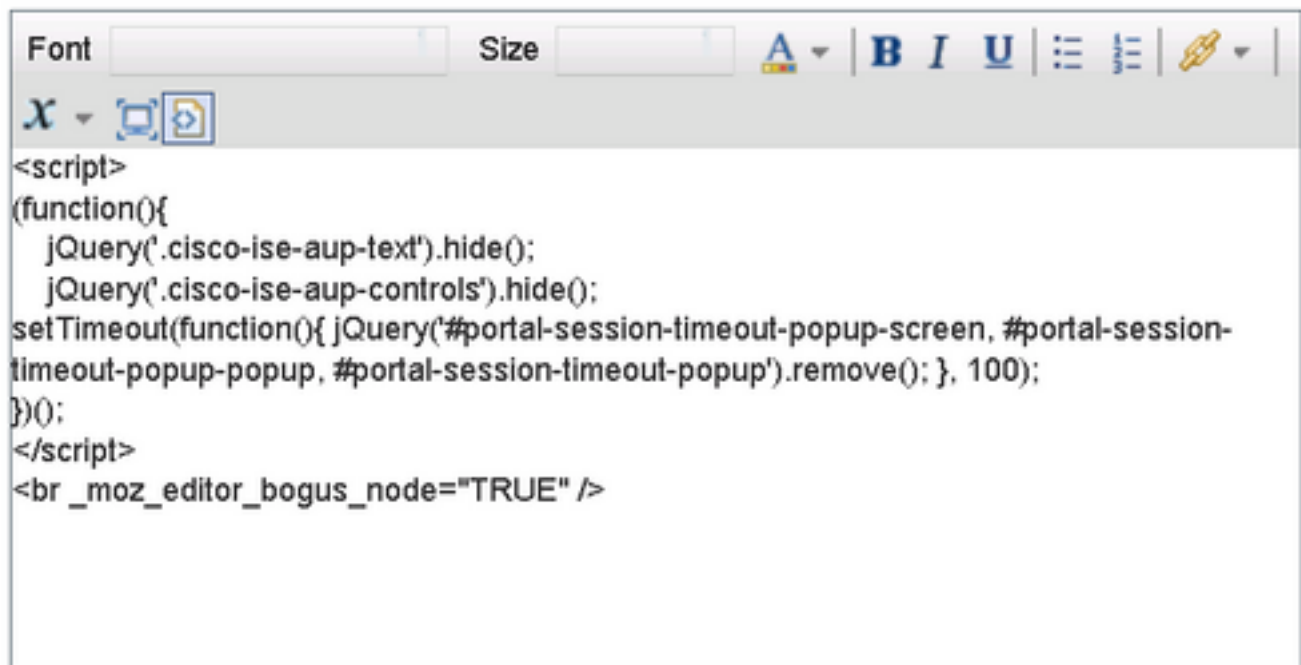 Font Size A B I U
x
<script>
(function(){
jQuery('.cisco-ise-aup-text').hide();
jQuery('.cisco-ise-aup-controls').hide();
setTimeout(function(){ jQuery('#portal-session-timeout-popup-screen, #portal-session-
timeout-popup-popup, #portal-session-timeout-popup').remove(); }, 100);
})();
</script>
<br _moz_editor_bogus_node="TRUE" />